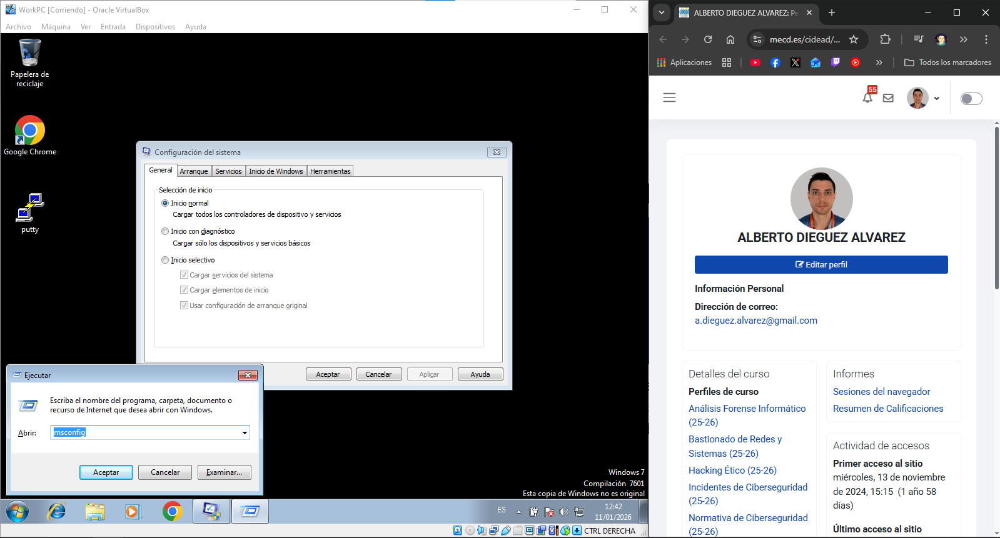 WorkPC [Corriendo] - Oracle VirtualBox
Archivo Máquina Ver Entrada Dispositivos Ayuda
Papelera de
reciclaje
Google Chrome
putty
Configuración del sistema
General Arranque Servicios Inicio de Windows Herramientas
Selección de inicio
Inicio normal
Cargar todos los controladores de dispositivo y servicios
Inicio con diagnóstico
Cargar sólo los dispositivos y servicios básicos
Inicio selectivo
Cargar servicios del sistema
Cargar elementos de inicio
Usar configuración de arranque original
Aceptar Cancelar Aplicar Ayuda
Ejecutar
Escriba el nombre del programa, carpeta, documento o
recurso de Internet que desea abrir con Windows.
Abrir: msconfig
Aceptar Cancelar Examinar...
Windows 7
Compilación 7601
Esta copia de Windows no es original
ES
12:42
11/01/2026
CTRL DERECHA
ALBERTO DIEGUEZ ALVAREZ: Pe
mecd.es/cidead/...
Aplicaciones
Todos los marcadores
55
ALBERTO DIEGUEZ ALVAREZ
Editar perfil
Información Personal
Dirección de correo:
a.dieguez.alvarez@gmail.com
Detalles del curso
Perfiles de curso
Análisis Forense Informático
(25-26)
Bastionado de Redes y
Sistemas (25-26)
Hacking Ético (25-26)
Incidentes de Ciberseguridad
(25-26)
Normativa de Ciberseguridad
(25-26)
Informes
Sesiones del navegador
Resumen de Calificaciones
Actividad de accesos
Primer acceso al sitio
miércoles, 13 de noviembre
de 2024, 15:15 (1 año 58
días)
Último acceso al sitio